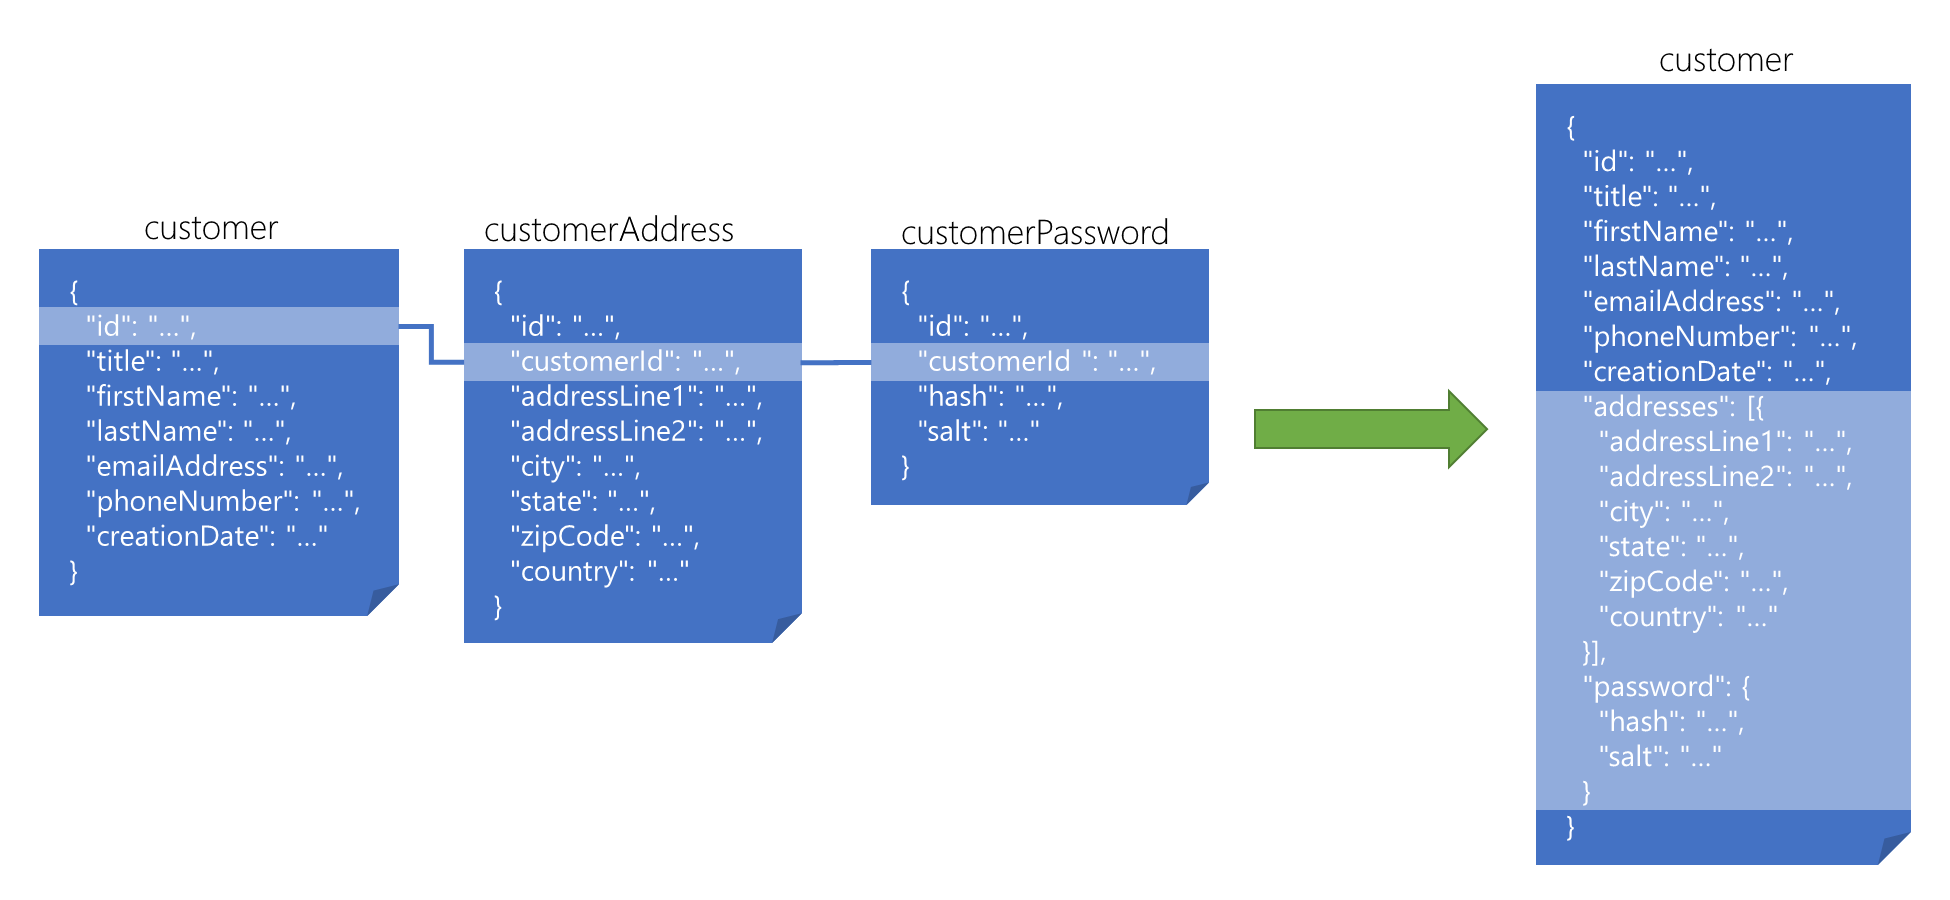 customer
{
"id": "...",
"title": "...",
"firstName": "...",
"lastName": "...",
"emailAddress": "...",
"phoneNumber": "...",
"creationDate": "..."
}
customerAddress
{
"id": "...",
"customerId": "...",
"addressLine1": "...",
"addressLine2": "...",
"city": "...",
"state": "...",
"zipCode": "...",
"country": "..."
}
customerPassword
{
"id": "...",
"customerId ": "...",
"hash": "...",
"salt": "..."
}
customer
{
"id": "...",
"title": "...",
"firstName": "...",
"lastName": "...",
"emailAddress": "...",
"phoneNumber": "...",
"creationDate": "...",
"addresses": [{
"addressLine1": "...",
"addressLine2": "...",
"city": "...",
"state": "...",
"zipCode": "...",
"country": "..."
}],
"password": {
"hash": "...",
"salt": "..."
}
}